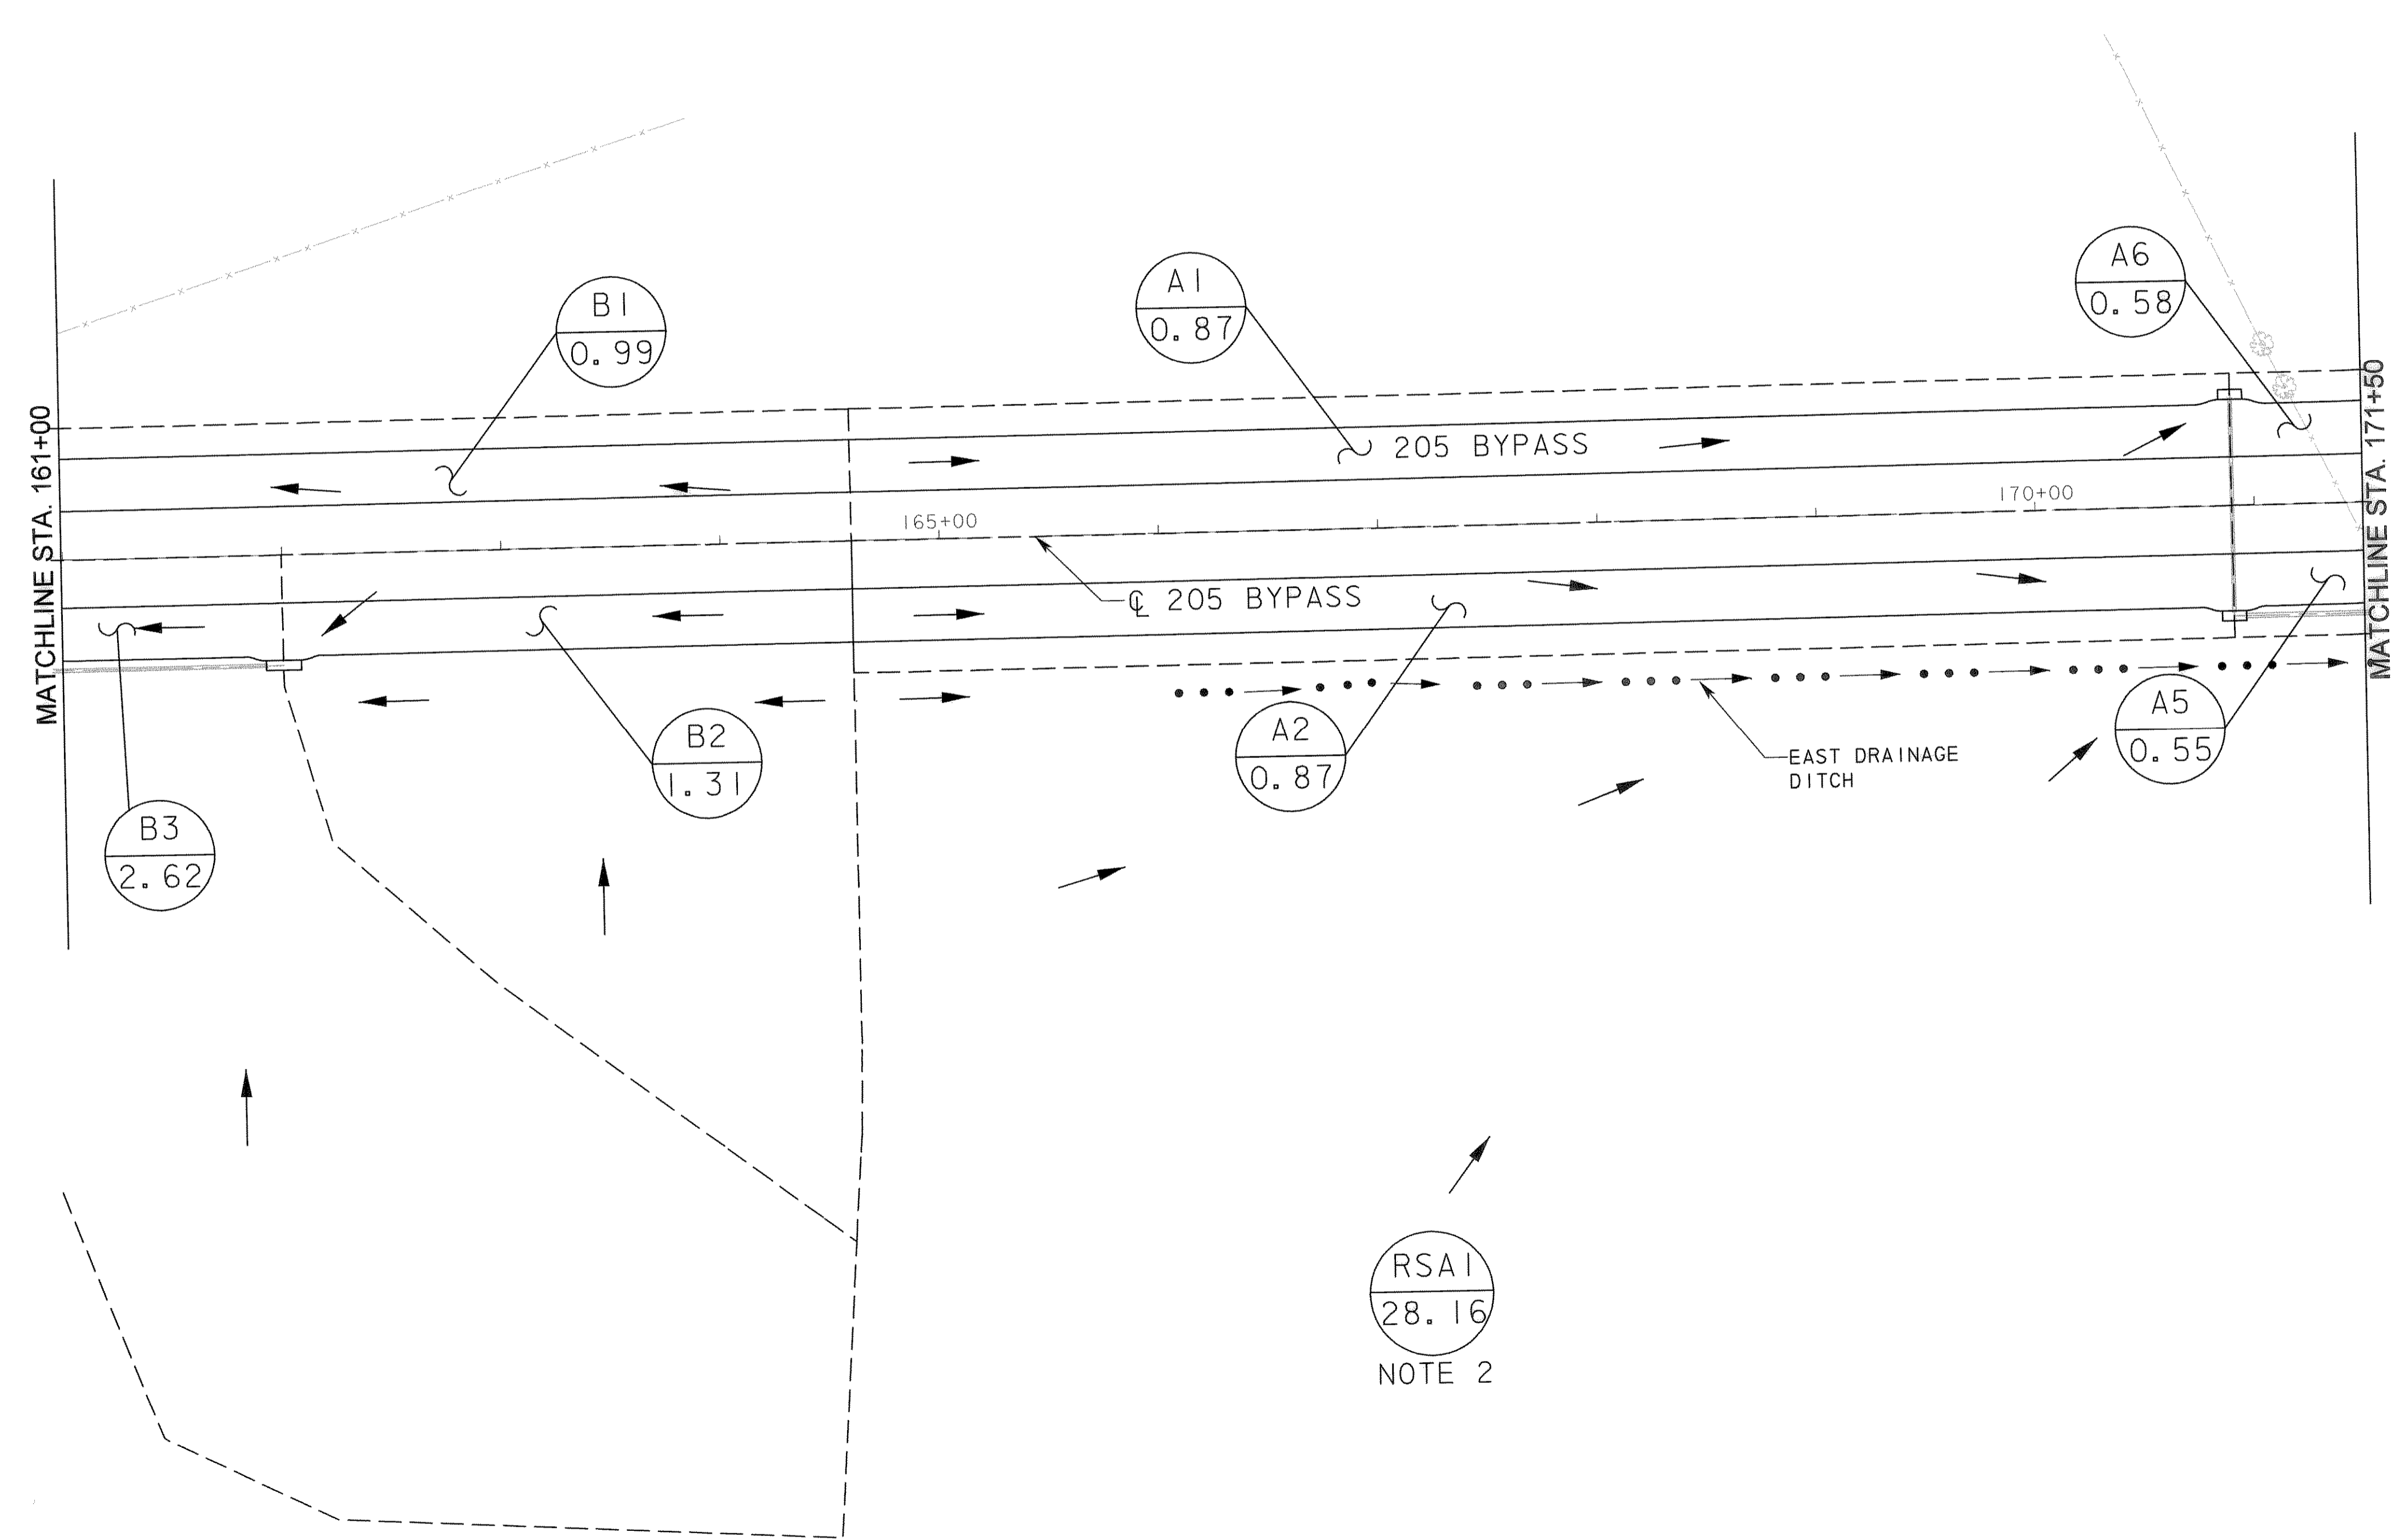 B1
0.99
A1
0.87
A6
0.58
MATCHLINE STA. 161+00
MATCHLINE STA. 171+50
205 BYPASS
170+00
165+00
℄ 205 BYPASS
B2
1.31
A2
0.87
EAST DRAINAGE
DITCH
A5
0.55
B3
2.62
RSA1
28.16
NOTE 2